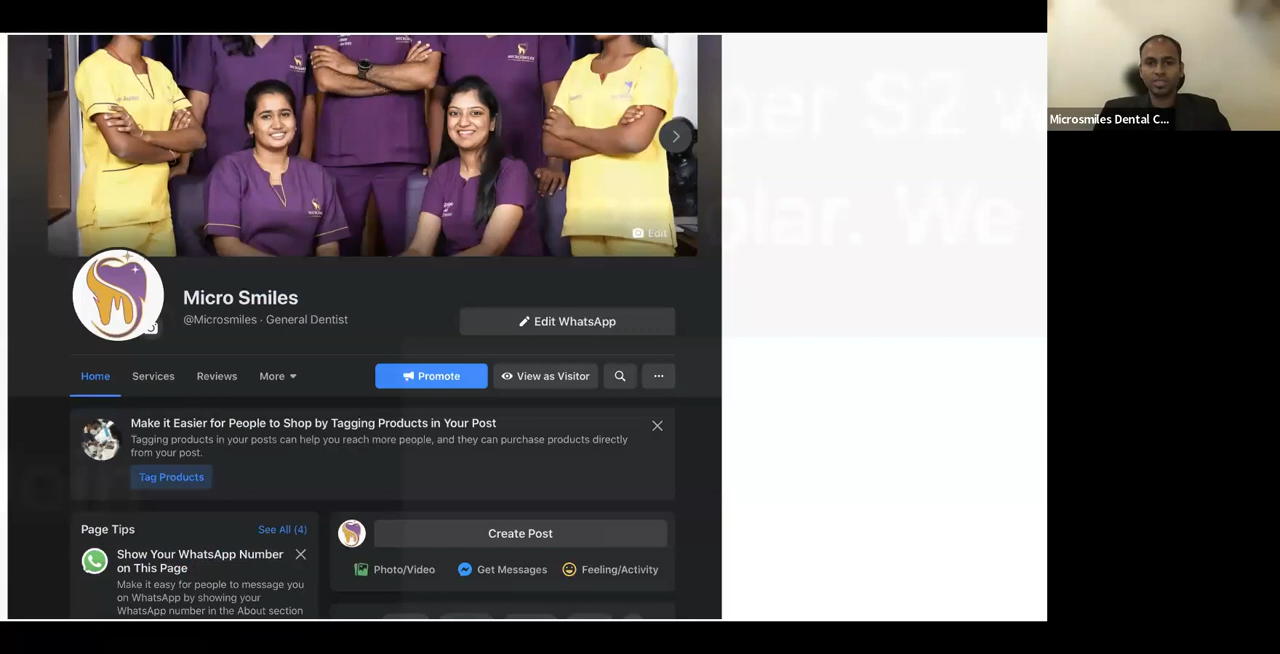 Edit
Micro Smiles
@Microsmiles · General Dentist
Edit WhatsApp
Home
Services
Reviews
More
Promote
View as Visitor
Make it Easier for People to Shop by Tagging Products in Your Post
Tagging products in your posts can help you reach more people, and they can purchase products directly
from your post.
Tag Products
Page Tips
See All (4)
Show Your WhatsApp Number
on This Page
Make it easy for people to message you
on WhatsApp by showing your
WhatsApp number in the About section
Create Post
Photo/Video
Get Messages
Feeling/Activity
$2
We
Microsmiles Dental C...